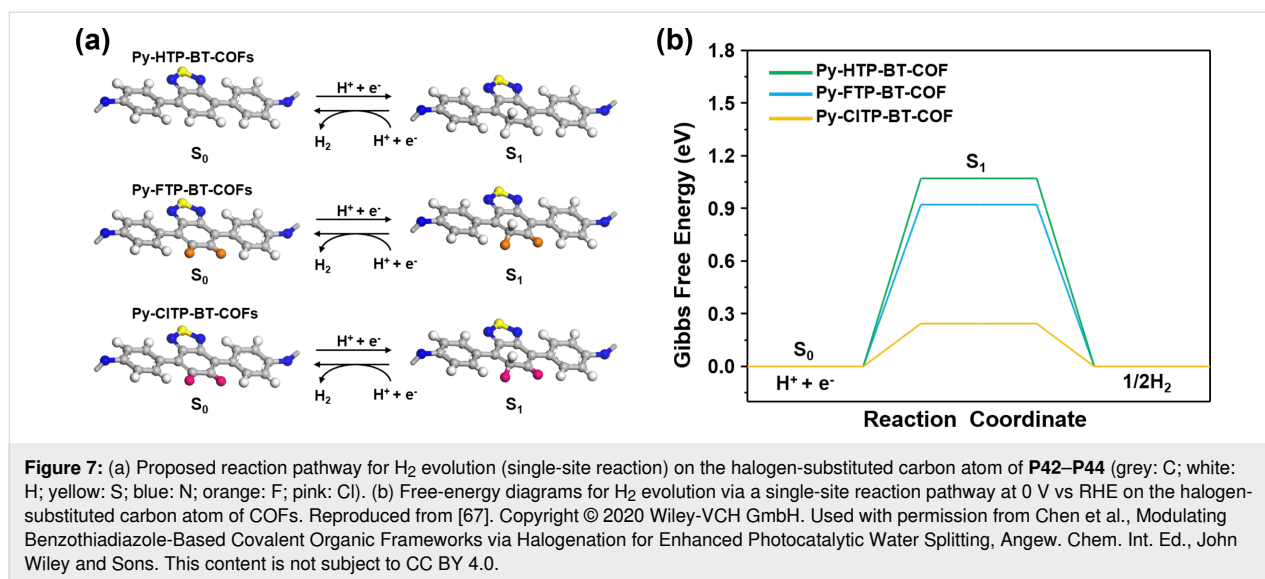 (a)
Py-HTP-BT-COFs
H⁺ + e⁻
H₂ H⁺ + e⁻
S₀ S₁
Py-FTP-BT-COFs
H⁺ + e⁻
H₂ H⁺ + e⁻
S₀ S₁
Py-ClTP-BT-COFs
H⁺ + e⁻
H₂ H⁺ + e⁻
S₀ S₁
(b)
1.8
1.5
1.2
0.9
0.6
0.3
0.0
Gibbs Free Energy (eV)
Py-HTP-BT-COF
Py-FTP-BT-COF
Py-ClTP-BT-COF
S₁
S₀
H⁺ + e⁻
1/2H₂
Reaction Coordinate
Figure 7: (a) Proposed reaction pathway for H₂ evolution (single-site reaction) on the halogen-substituted carbon atom of P42–P44 (grey: C; white:
H; yellow: S; blue: N; orange: F; pink: Cl). (b) Free-energy diagrams for H₂ evolution via a single-site reaction pathway at 0 V vs RHE on the halogen-
substituted carbon atom of COFs. Reproduced from [67]. Copyright © 2020 Wiley-VCH GmbH. Used with permission from Chen et al., Modulating
Benzothiadiazole-Based Covalent Organic Frameworks via Halogenation for Enhanced Photocatalytic Water Splitting, Angew. Chem. Int. Ed., John
Wiley and Sons. This content is not subject to CC BY 4.0.